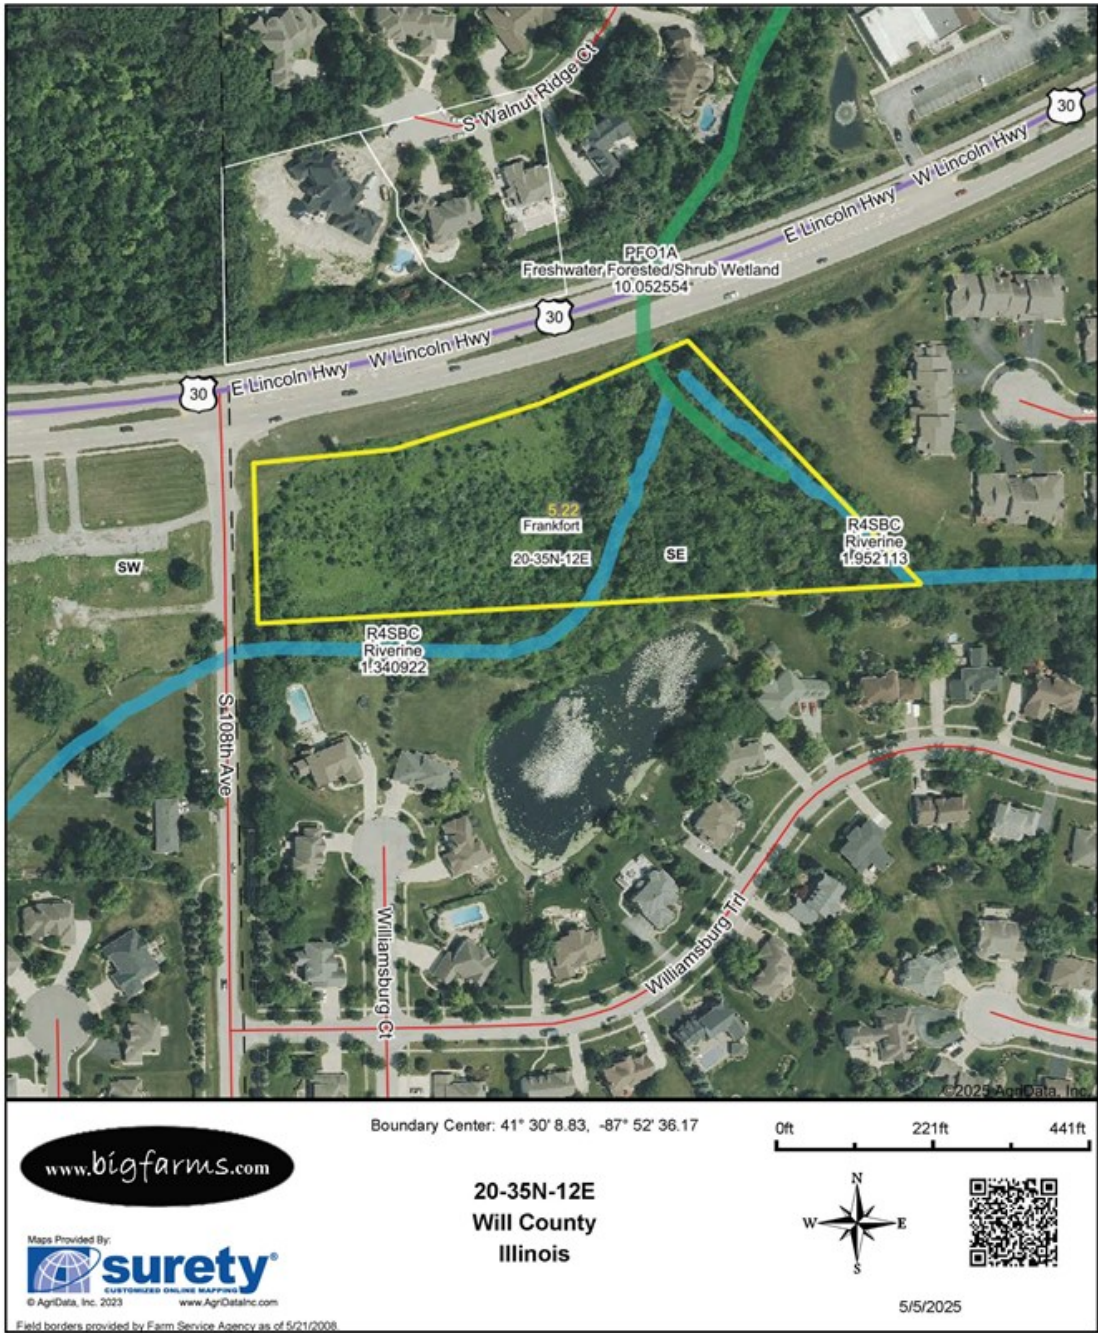 S Walnut Ridge Ct
30
E Lincoln Hwy W Lincoln Hwy
PFO1A
Freshwater Forested/Shrub Wetland
10.052554
30
E Lincoln Hwy W Lincoln Hwy
30
5.22
Frankfort
20-35N-12E
SE
R4SBC
Riverine
1.952113
SW
R4SBC
Riverine
1.340922
S 108th Ave
Williamsburg Ct
Williamsburg Trl
©2025 AgriData, Inc.
www.bigfarms.com
Maps Provided By:
surety®
CUSTOMIZED ONLINE MAPPING
© AgriData, Inc. 2023 www.AgriDataInc.com
Field borders provided by Farm Service Agency as of 5/21/2008.
Boundary Center: 41° 30' 8.83, -87° 52' 36.17
20-35N-12E
Will County
Illinois
0ft 221ft 441ft
N
W E
S
5/5/2025